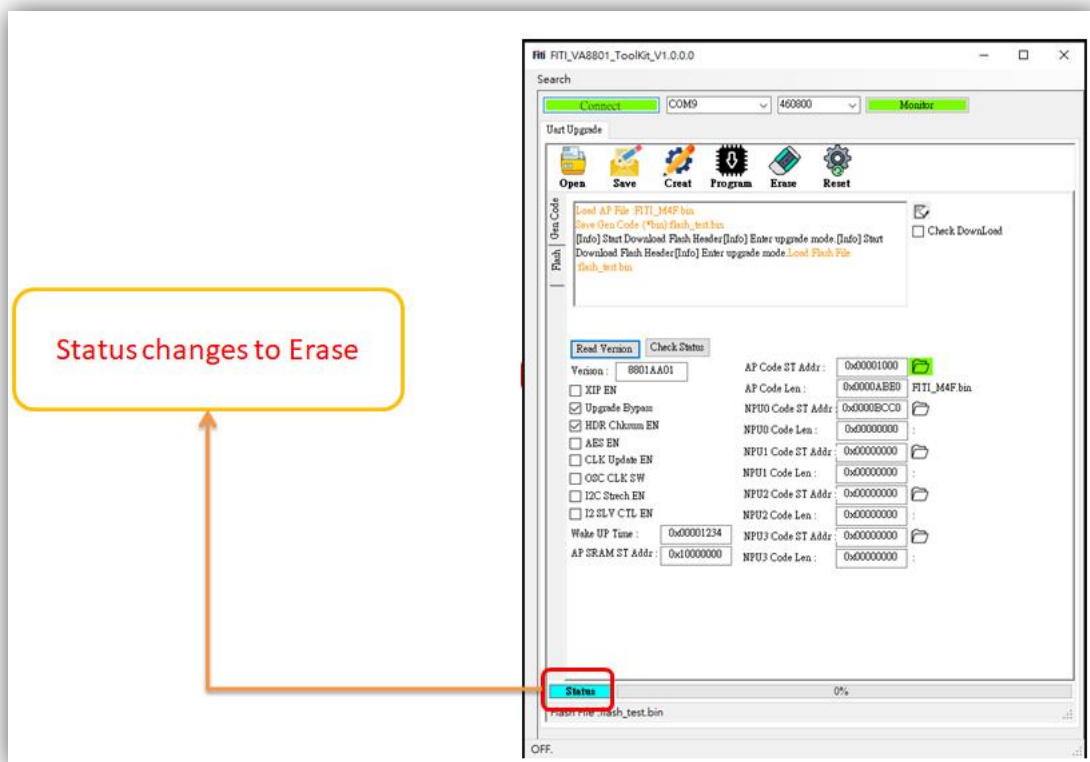 Status changes to Erase
Fiti FITI_VA8801_ToolKit_V1.0.0.0
Search
Connect COM9 460800 Monitor
Uart Upgrade
Open Save Creat Program Erase Reset
Gen Code
Flash
Load AP File :FITI_M4F.bin
Save Gen Code (*bin):flash_test.bin
[Info] Start Download Flash Header[Info] Enter upgrade mode.[Info] Start
Download Flash Header[Info] Enter upgrade mode.Load Flash File
:flash_test.bin
Check DownLoad
Read Version Check Status
Verison : 8801AA01
XIP EN
Upgrade Bypass
HDR Chksum EN
AES EN
CLK Update EN
OSC CLK SW
I2C Strech EN
I2 SLV CTL EN
Wake UP Time : 0x00001234
AP SRAM ST Addr : 0x10000000
AP Code ST Addr : 0x00001000
AP Code Len : 0x0000ABE0 FITI_M4F.bin
NPU0 Code ST Addr : 0x0000BCC0
NPU0 Code Len : 0x00000000 :
NPU1 Code ST Addr : 0x00000000
NPU1 Code Len : 0x00000000 :
NPU2 Code ST Addr : 0x00000000
NPU2 Code Len : 0x00000000 :
NPU3 Code ST Addr : 0x00000000
NPU3 Code Len : 0x00000000 :
Status 0%
Flash File :flash_test.bin
OFF.